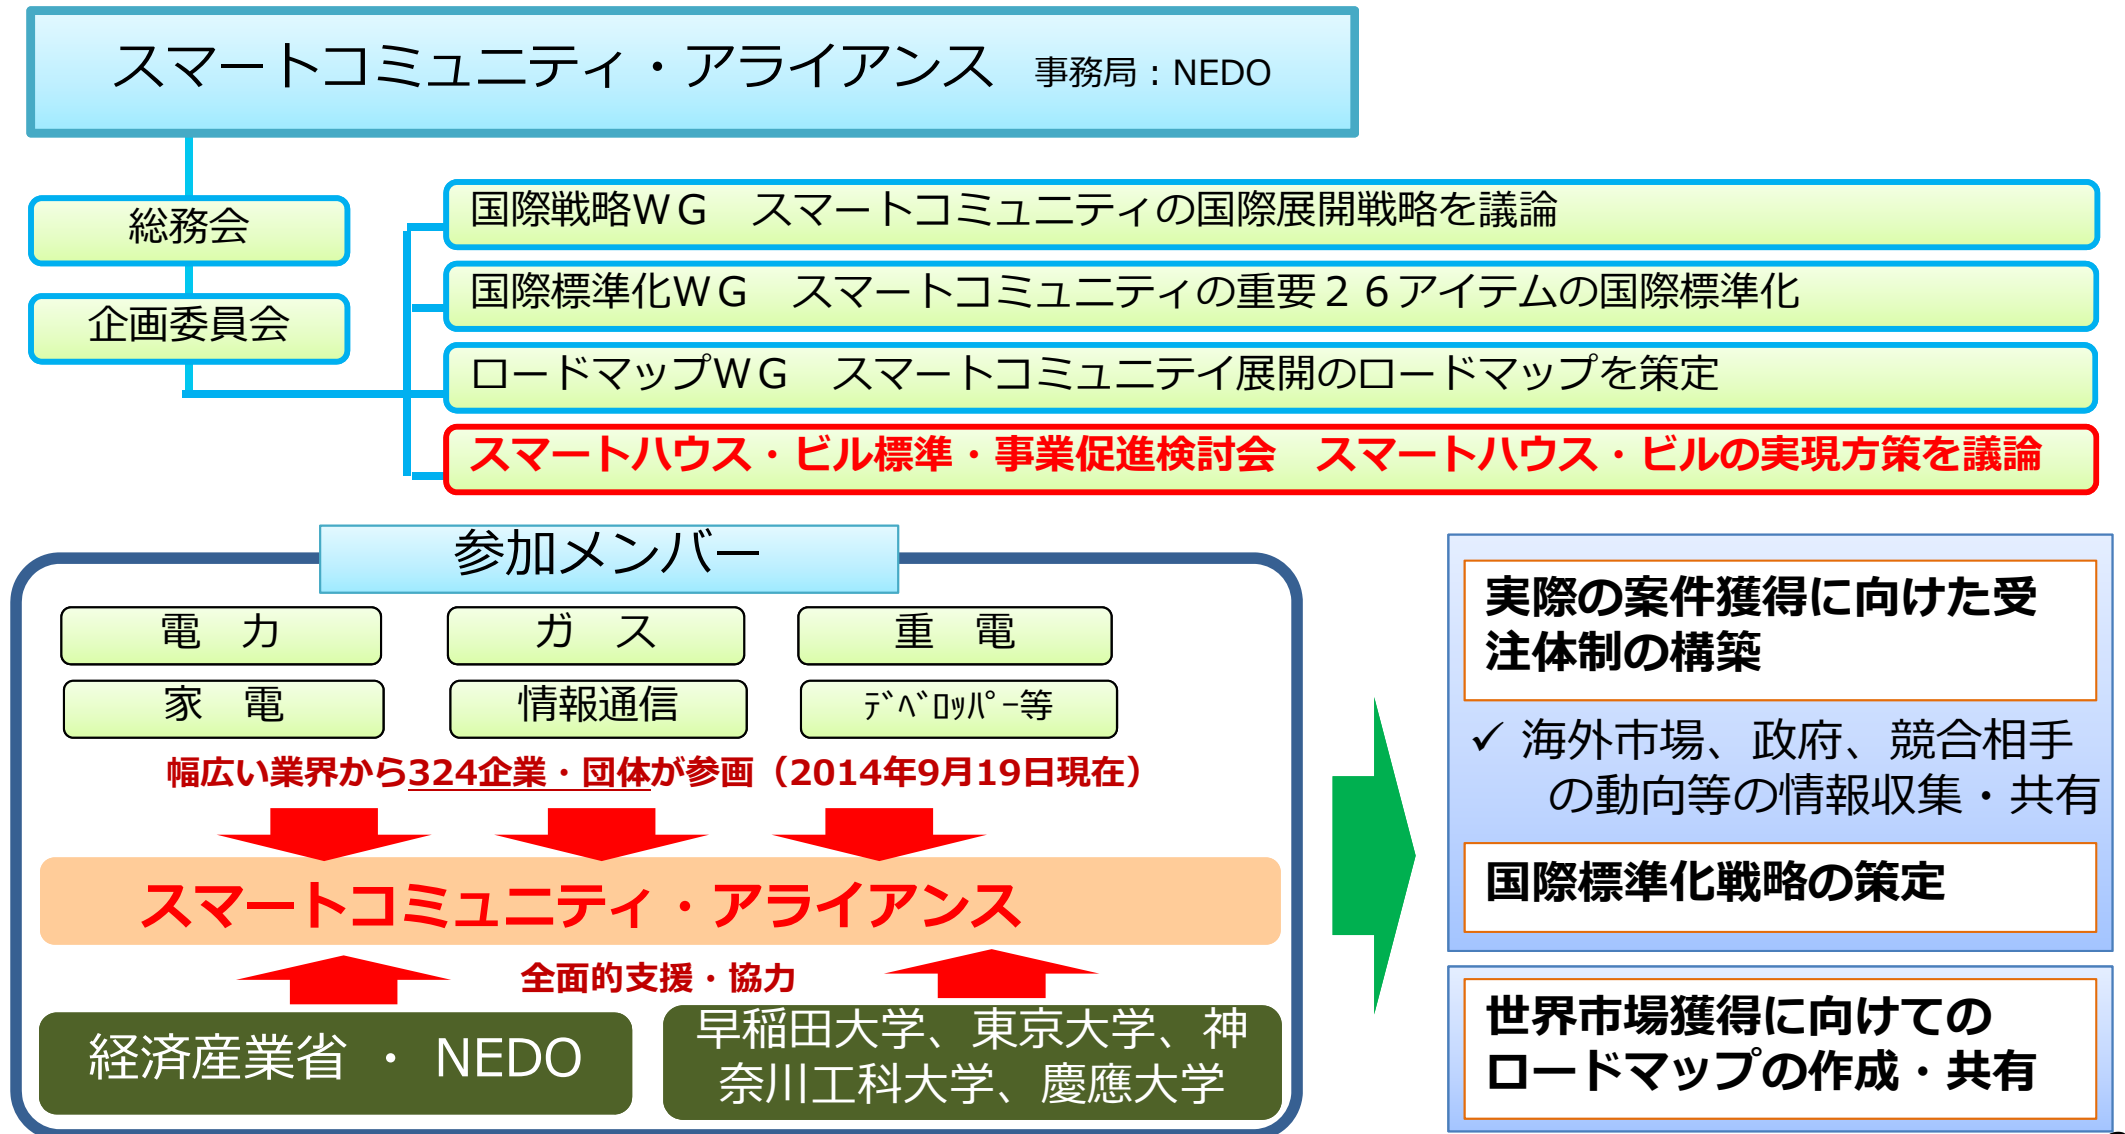 スマートコミュニティ・アライアンス　事務局：NEDO
総務会
企画委員会
国際戦略ＷＧ　スマートコミュニティの国際展開戦略を議論
国際標準化ＷＧ　スマートコミュニティの重要２６アイテムの国際標準化
ロードマップＷＧ　スマートコミュニテイ展開のロードマップを策定
スマートハウス・ビル標準・事業促進検討会　スマートハウス・ビルの実現方策を議論
参加メンバー
電　力
ガ　ス
重　電
家　電
情報通信
ﾃﾞﾍﾞﾛｯﾊﾟｰ等
幅広い業界から324企業・団体が参画（2014年9月19日現在）
スマートコミュニティ・アライアンス
全面的支援・協力
経済産業省　・　NEDO
早稲田大学、東京大学、神
奈川工科大学、慶應大学
実際の案件獲得に向けた受
注体制の構築
✓ 海外市場、政府、競合相手
の動向等の情報収集・共有
国際標準化戦略の策定
世界市場獲得に向けての
ロードマップの作成・共有